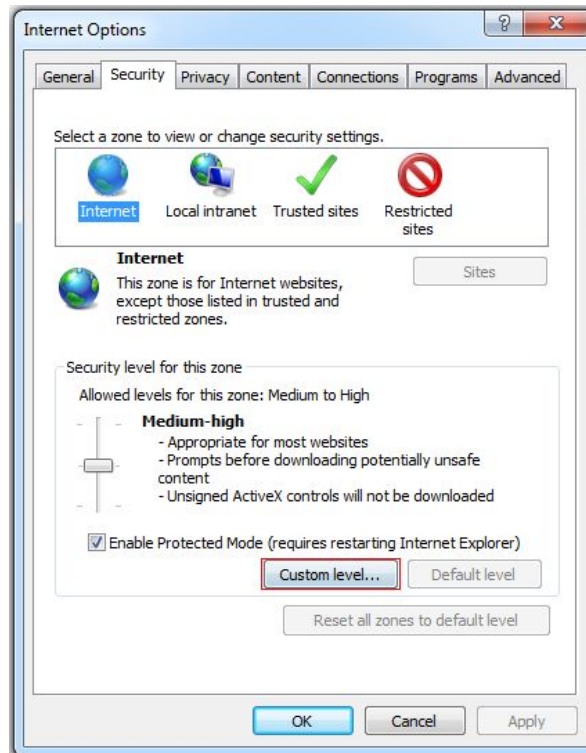 Internet Options
General Security Privacy Content Connections Programs Advanced
Select a zone to view or change security settings.
Internet Local intranet Trusted sites Restricted
sites
Internet
This zone is for Internet websites,
except those listed in trusted and
restricted zones.
Sites
Security level for this zone
Allowed levels for this zone: Medium to High
Medium-high
- Appropriate for most websites
- Prompts before downloading potentially unsafe
content
- Unsigned ActiveX controls will not be downloaded
Enable Protected Mode (requires restarting Internet Explorer)
Custom level... Default level
Reset all zones to default level
OK Cancel Apply